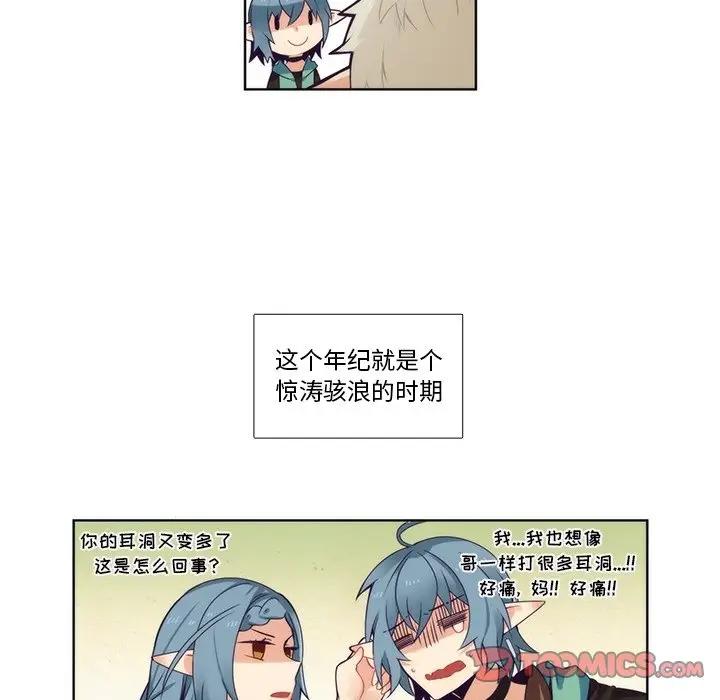 这个年纪就是个
惊涛骇浪的时期
你的耳洞又变多了
这是怎么回事?
我...我也想像
哥一样打很多耳洞...!!
好痛, 妈!! 好痛!!
TOOMICS.COM